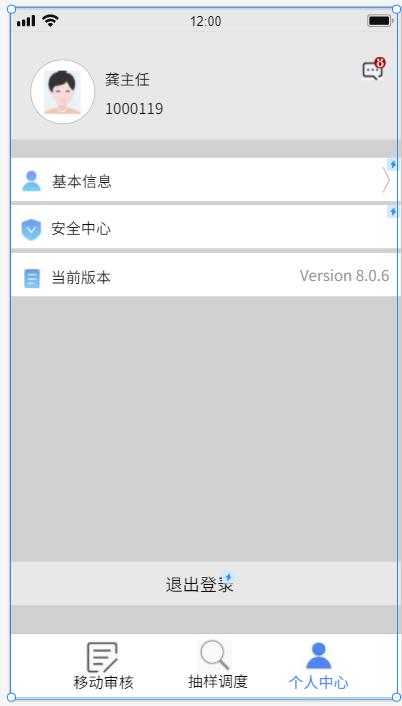 12:00
8
龚主任
1000119
基本信息
安全中心
当前版本 Version 8.0.6
退出登录
移动审核 抽样调度 个人中心